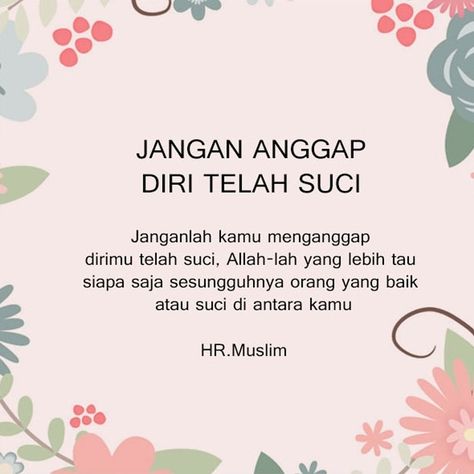 JANGAN ANGGAP
DIRI TELAH SUCI
Janganlah kamu menganggap
dirimu telah suci, Allah-lah yang lebih tau
siapa saja sesungguhnya orang yang baik
atau suci di antara kamu
HR.Muslim